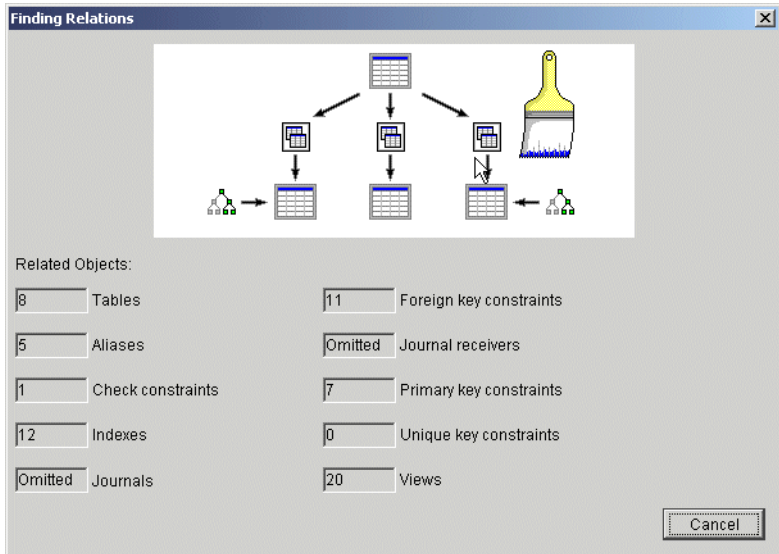 Finding Relations
Related Objects:
8 Tables
11 Foreign key constraints
5 Aliases
Omitted Journal receivers
1 Check constraints
7 Primary key constraints
12 Indexes
0 Unique key constraints
Omitted Journals
20 Views
Cancel